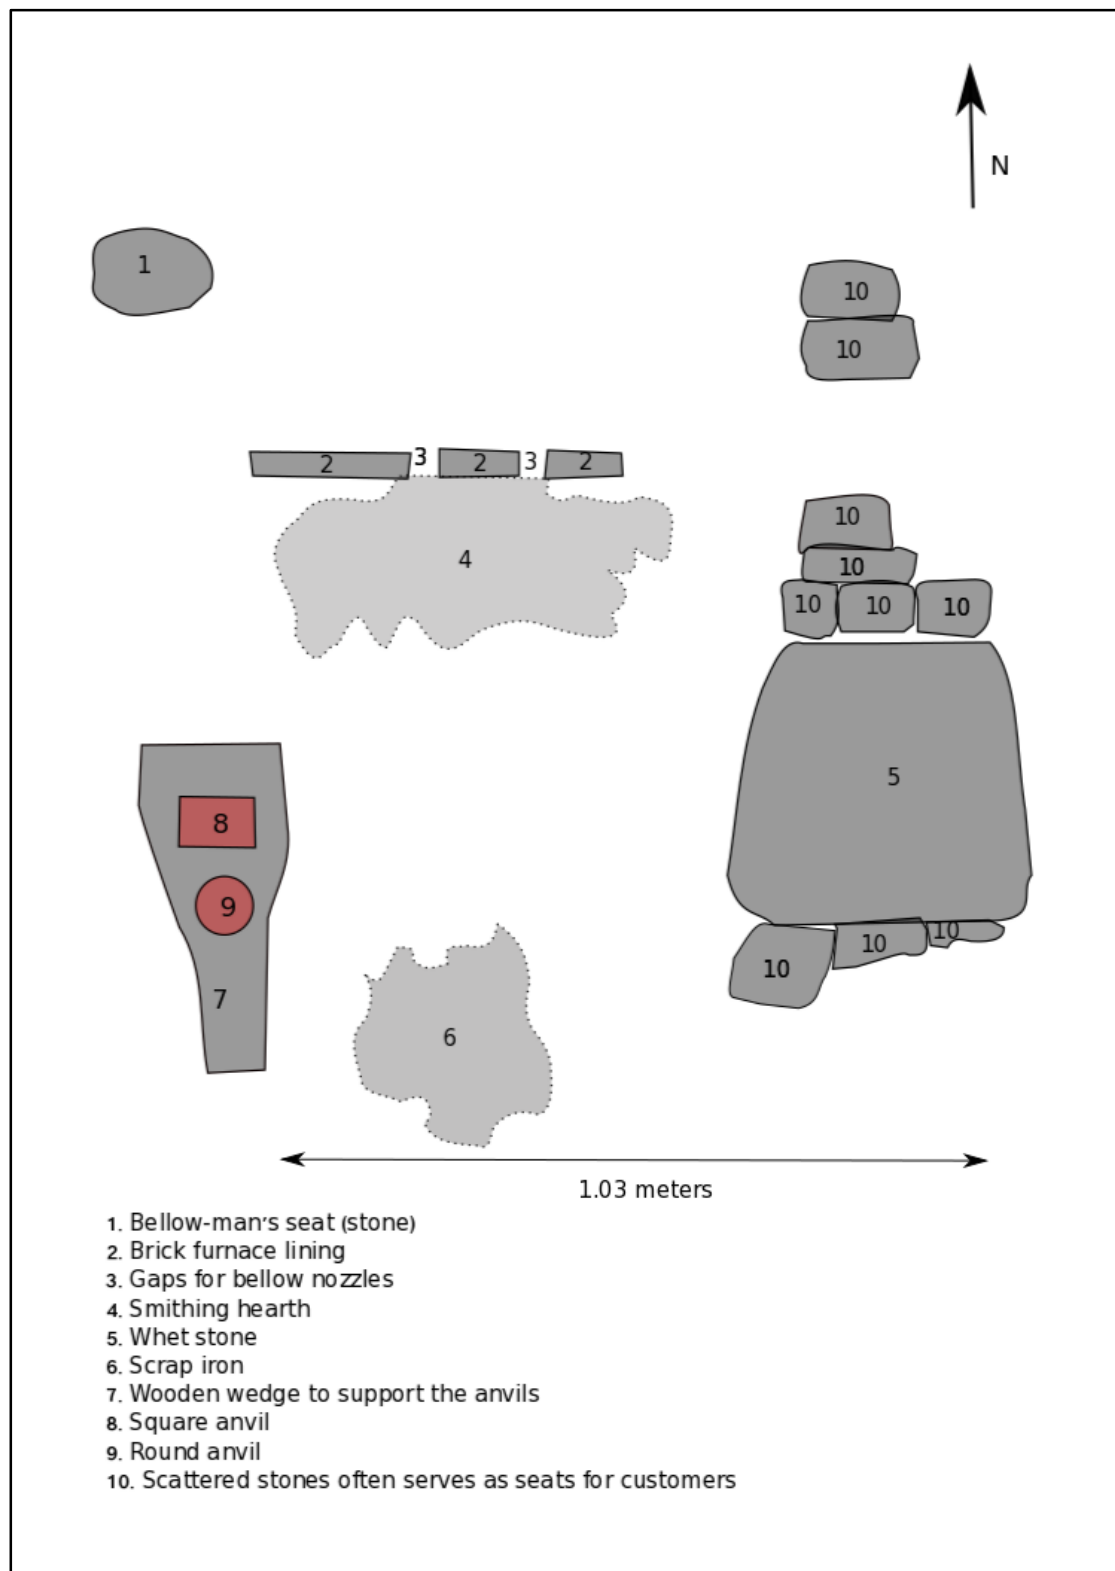 N
1
10
10
2 3 2 3 2
4
10
10
10 10 10
5
8
9
7
10 10 10
6
1.03 meters
1. Bellow-man's seat (stone)
2. Brick furnace lining
3. Gaps for bellow nozzles
4. Smithing hearth
5. Whet stone
6. Scrap iron
7. Wooden wedge to support the anvils
8. Square anvil
9. Round anvil
10. Scattered stones often serves as seats for customers